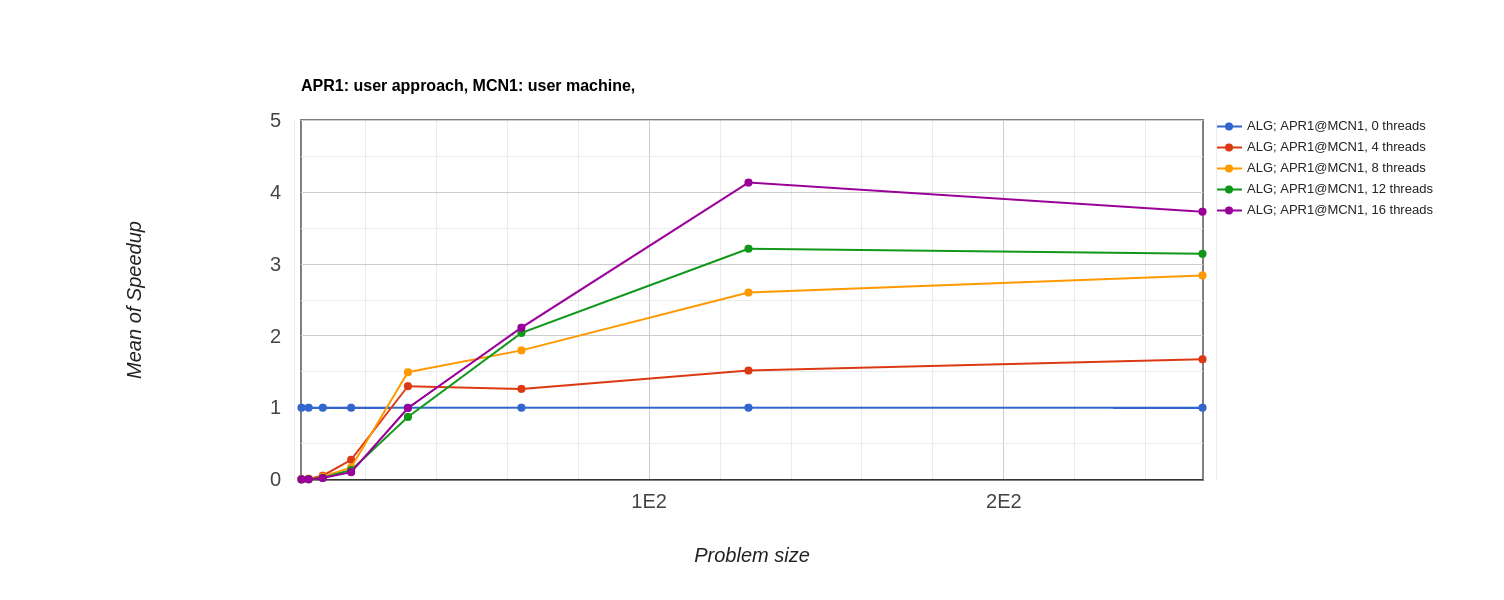 APR1: user approach, MCN1: user machine,
5
4
3
2
1
0
Mean of Speedup
1E2
2E2
Problem size
ALG; APR1@MCN1, 0 threads
ALG; APR1@MCN1, 4 threads
ALG; APR1@MCN1, 8 threads
ALG; APR1@MCN1, 12 threads
ALG; APR1@MCN1, 16 threads